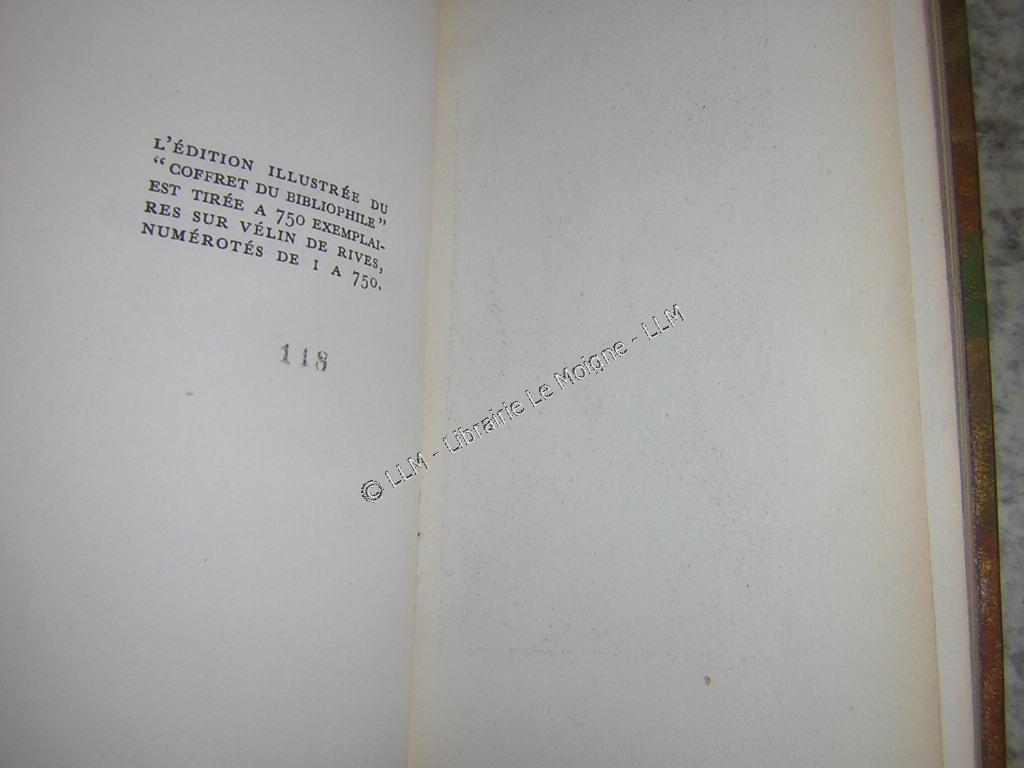 L'ÉDITION ILLUSTRÉE DU
“ COFFRET DU BIBLIOPHILE”
EST TIRÉE A 750 EXEMPLAI-
RES SUR VÉLIN DE RIVES,
NUMÉROTÉS DE I A 750.
118
© LLM - Librairie Le Moigne - LLM